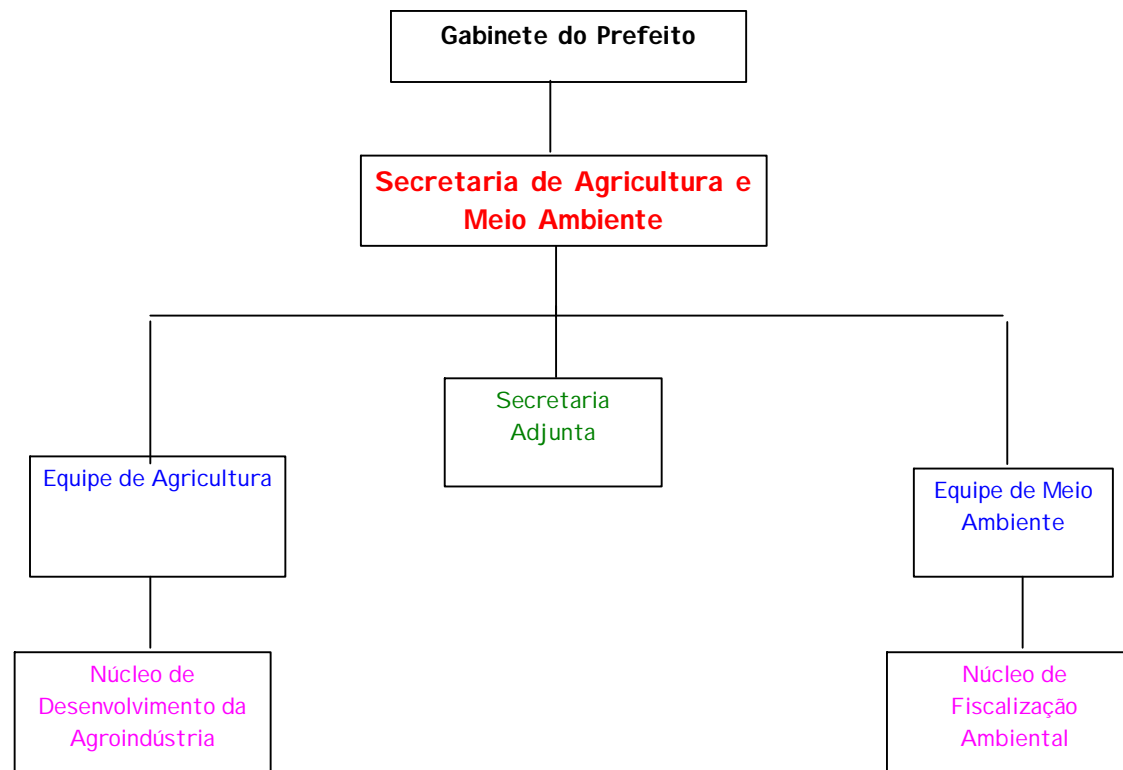 Gabinete do Prefeito
Secretaria de Agricultura e
Meio Ambiente
Secretaria
Adjunta
Equipe de Agricultura
Equipe de Meio
Ambiente
Núcleo de
Desenvolvimento da
Agroindústria
Núcleo de
Fiscalização
Ambiental